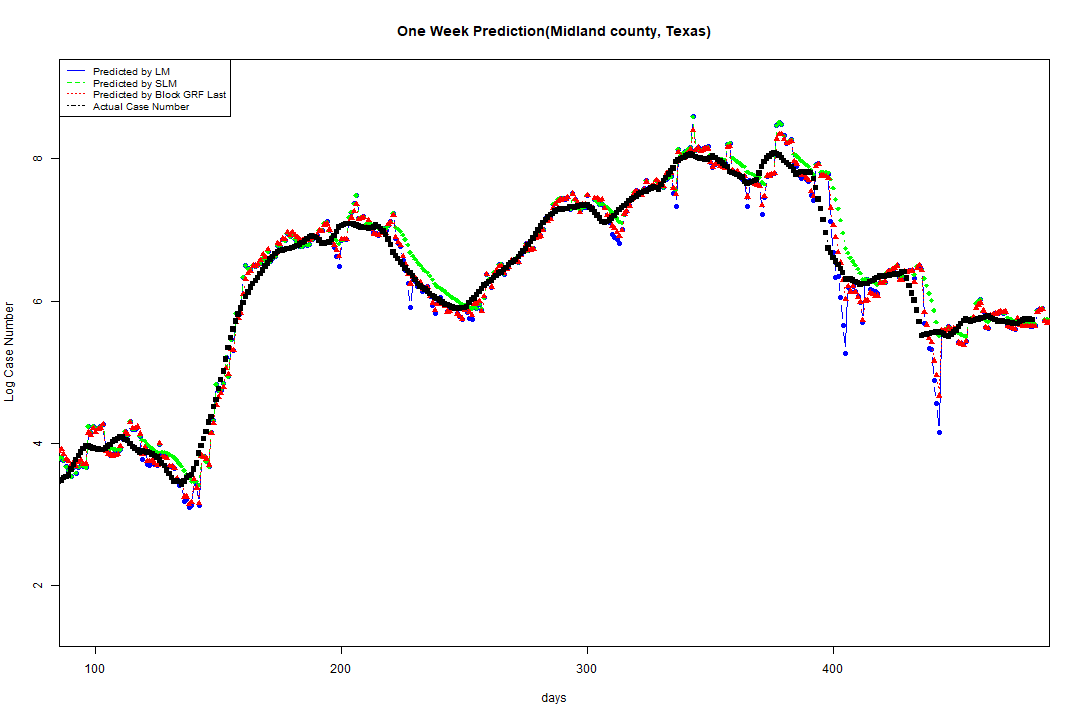 One Week Prediction(Midland county, Texas)
Predicted by LM
Predicted by SLM
Predicted by Block GRF Last
Actual Case Number
Log Case Number
8
6
4
2
100 200 300 400
days